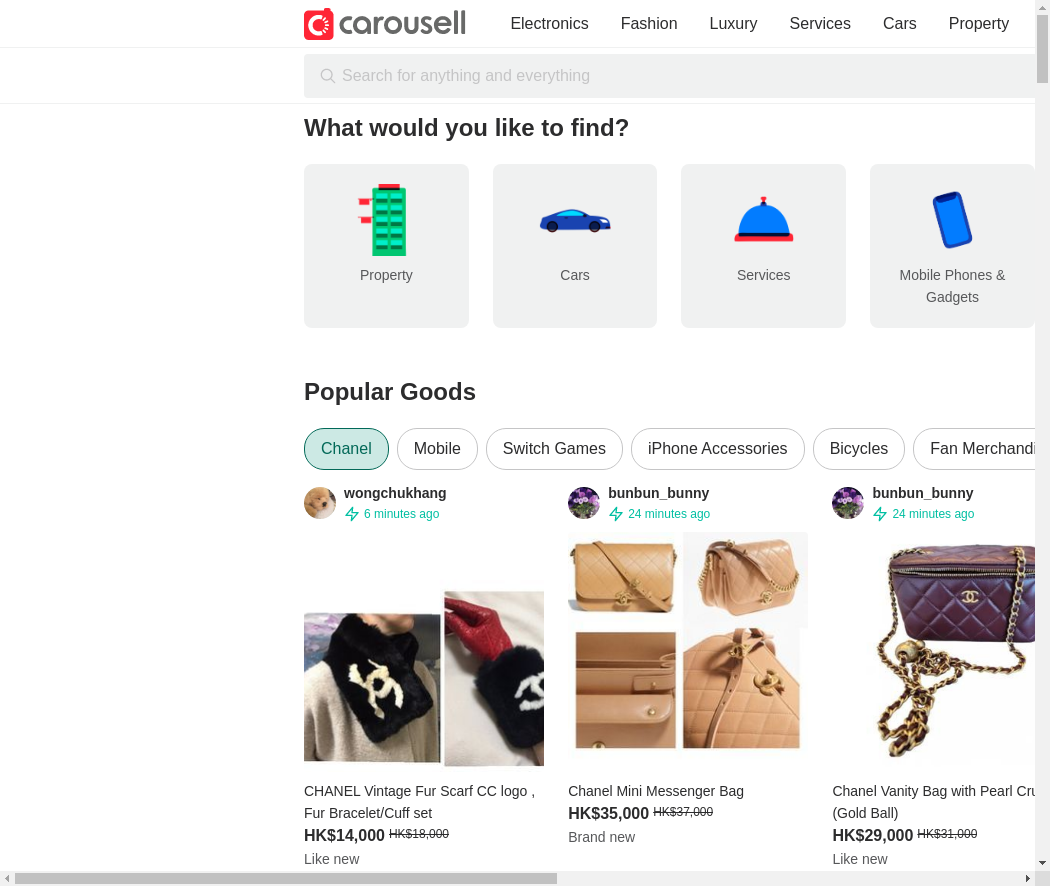 carousell
Electronics Fashion Luxury Services Cars Property
Search for anything and everything
What would you like to find?
Property
Cars
Services
Mobile Phones &
Gadgets
Popular Goods
Chanel
Mobile
Switch Games
iPhone Accessories
Bicycles
Fan Merchandi
wongchukhang
6 minutes ago
CHANEL Vintage Fur Scarf CC logo ,
Fur Bracelet/Cuff set
HK$14,000 HK$18,000
Like new
bunbun_bunny
24 minutes ago
Chanel Mini Messenger Bag
HK$35,000 HK$37,000
Brand new
bunbun_bunny
24 minutes ago
Chanel Vanity Bag with Pearl Cru
(Gold Ball)
HK$29,000 HK$31,000
Like new